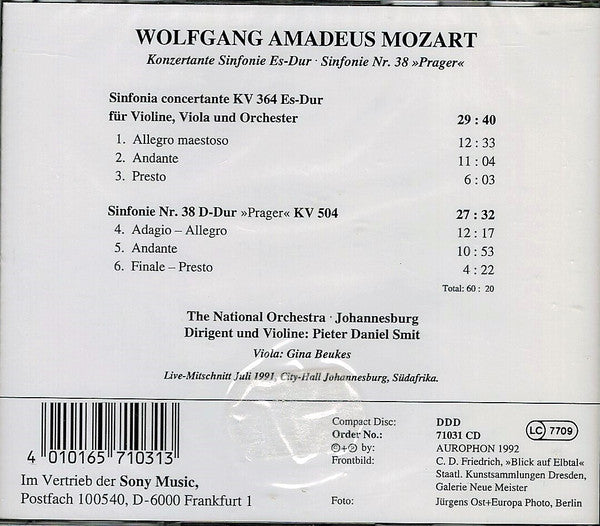 WOLFGANG AMADEUS MOZART
Konzertante Sinfonie Es-Dur · Sinfonie Nr. 38 »Prager«
Sinfonia concertante KV 364 Es-Dur
für Violine, Viola und Orchester 29 : 40
1. Allegro maestoso 12 : 33
2. Andante 11 : 04
3. Presto 6 : 03
Sinfonie Nr. 38 D-Dur »Prager« KV 504 27 : 32
4. Adagio – Allegro 12 : 17
5. Andante 10 : 53
6. Finale – Presto 4 : 22
Total: 60 : 20
The National Orchestra · Johannesburg
Dirigent und Violine: Pieter Daniel Smit
Viola: Gina Beukes
Live-Mitschnitt Juli 1991, City-Hall Johannesburg, Südafrika.
4 010165 710313
Im Vertrieb der Sony Music,
Postfach 100540, D-6000 Frankfurt 1
Compact Disc: DDD
Order No.: 71031 CD
©+℗ by: AUROPHON 1992
Frontbild: C. D. Friedrich, »Blick auf Elbtal«
Staatl. Kunstsammlungen Dresden,
Galerie Neue Meister
Foto: Jürgens Ost+Europa Photo, Berlin
LC 7709